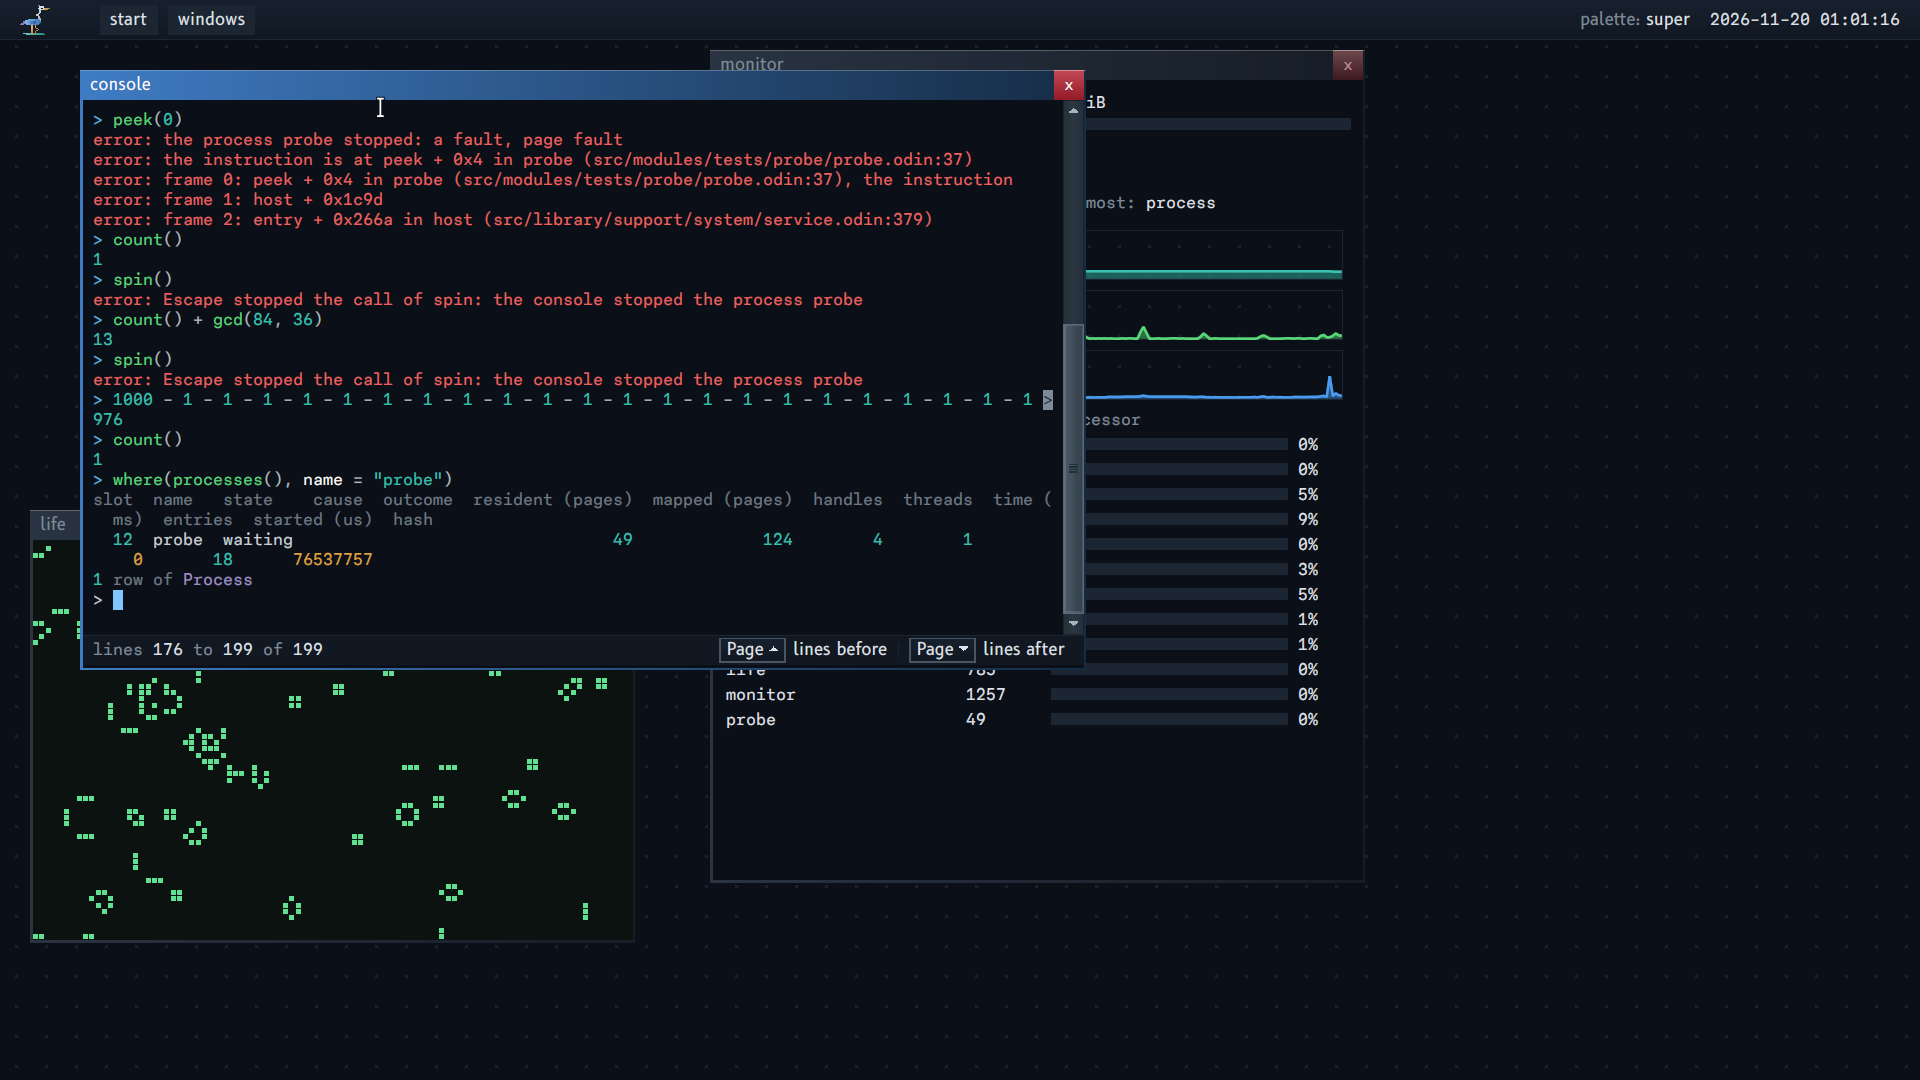 start windows palette: super 2026-11-20 01:01:16
monitor x
console x
iB
> peek(0)
error: the process probe stopped: a fault, page fault
error: the instruction is at peek + 0x4 in probe (src/modules/tests/probe/probe.odin:37)
error: frame 0: peek + 0x4 in probe (src/modules/tests/probe/probe.odin:37), the instruction
error: frame 1: host + 0x1c9d
error: frame 2: entry + 0x266a in host (src/library/support/system/service.odin:379)
> count()
1
> spin()
error: Escape stopped the call of spin: the console stopped the process probe
> count() + gcd(84, 36)
13
> spin()
error: Escape stopped the call of spin: the console stopped the process probe
> 1000 - 1 - 1 - 1 - 1 - 1 - 1 - 1 - 1 - 1 - 1 - 1 - 1 - 1 - 1 - 1 - 1 - 1 - 1 - 1 - 1 - 1 - 1 >
976
> count()
1
> where(processes(), name = "probe")
slot name state cause outcome resident (pages) mapped (pages) handles threads time (
ms) entries started (us) hash
12 probe waiting 49 124 4 1
0 18 76537757
1 row of Process
>
lines 176 to 199 of 199 Page lines before Page lines after
most: process
cessor
0%
0%
5%
9%
0%
3%
5%
1%
1%
life 785 0%
monitor 1257 0%
probe 49 0%
life